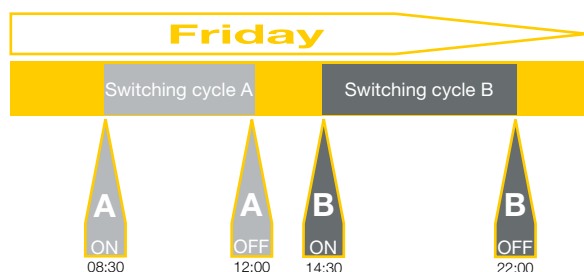 Friday
Switching cycle A Switching cycle B
A A B B
ON OFF ON OFF
08:30 12:00 14:30 22:00